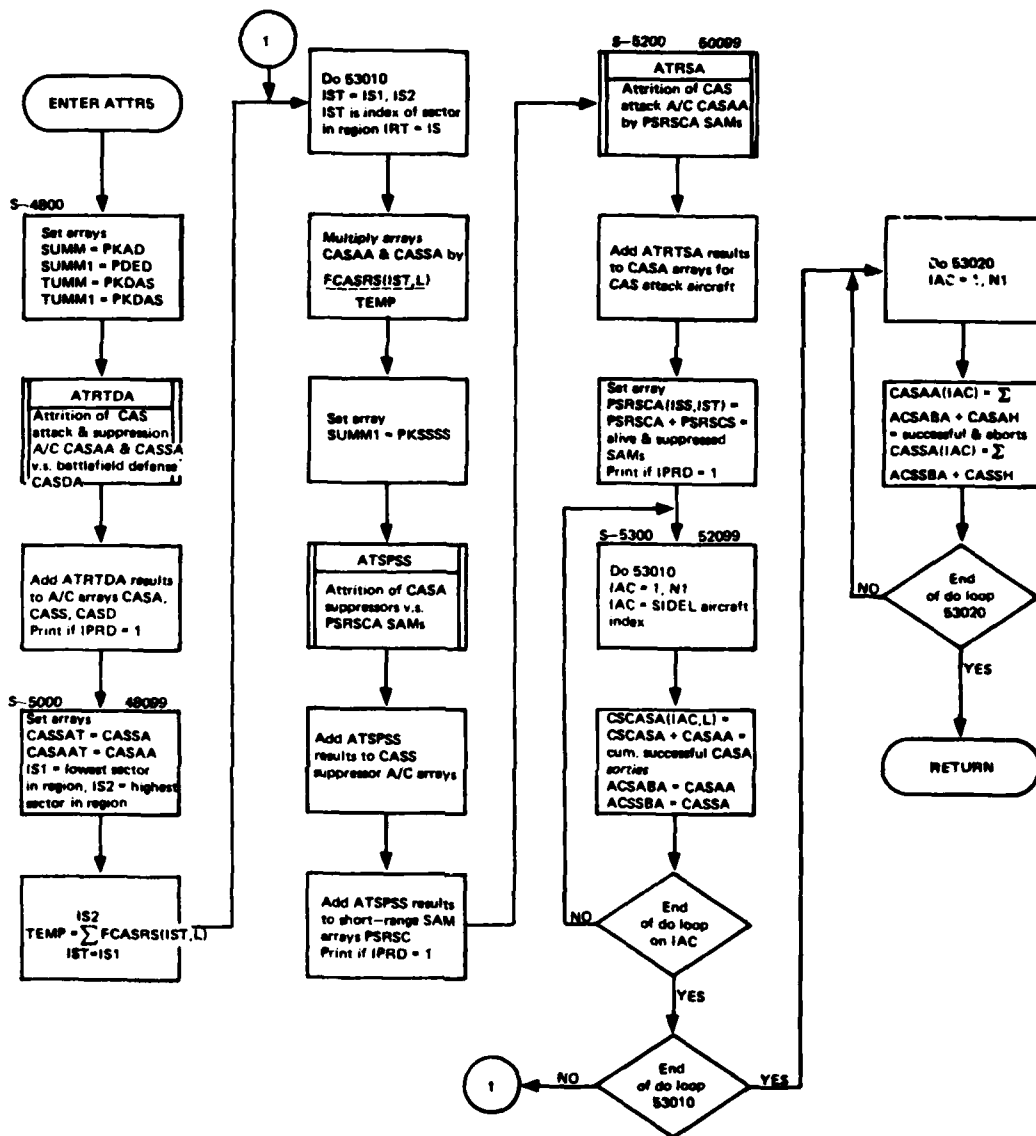 ENTER ATTR5
S-4800
Set arrays
SUMM = PKAD
SUMM1 = PDED
TUMM = PKDAS
TUMM1 = PKDAS
ATRTDA
Attrition of CAS
attack & suppression
A/C CASAA & CASSA
v.s. battlefield defense
CASDA
Add ATRTDA results
to A/C arrays CASA,
CASS, CASD
Print if IPRD = 1
S-5000 48099
Set arrays
CASSAT = CASSA
CASAAT = CASAA
IS1 = lowest sector
in region, IS2 = highest
sector in region
IS2
TEMP = ∑ FCASRS(IST,L)
IST=IS1
1
Do 53010
IST = IS1, IS2
IST is index of sector
in region IRT = IS
Multiply arrays
CASAA & CASSA by
FCASRS(IST,L)
TEMP
Set array
SUMM1 = PKSSSS
ATSPSS
Attrition of CASA
suppressors v.s.
PSRSCA SAMs
Add ATSPSS
results to CASS
suppressor A/C arrays
Add ATSPSS results
to short-range SAM
arrays PSRSC
Print if IPRD = 1
S-5200 50099
ATRSA
Attrition of CAS
attack A/C CASAA
by PSRSCA SAMs
Add ATRTSA results
to CASA arrays for
CAS attack aircraft
Set array
PSRSCA(ISS,IST) =
PSRSCA + PSRSCS =
alive & suppressed
SAMs
Print if IPRD = 1
S-5300 52099
Do 53010
IAC = 1, N1
IAC = SIDEL aircraft
index
CSCASA(IAC,L) =
CSCASA + CASAA =
cum. successful CASA
sorties
ACSABA = CASAA
ACSSBA = CASSA
NO
End
of do loop
on IAC
YES
1
NO
End
of do loop
53010
YES
Do 53020
IAC = 1, N1
CASAA(IAC) = Σ
ACSABA + CASAH
= successful & aborts
CASSA(IAC) = Σ
ACSSBA + CASSH
NO
End
of do loop
53020
YES
RETURN